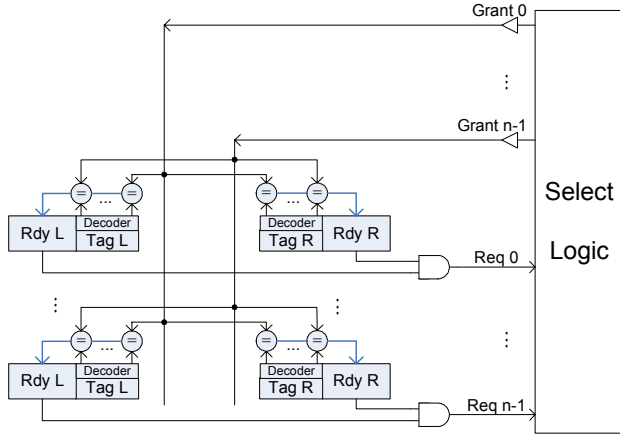 Grant 0
...
Grant n-1
= ... = = ... =
Rdy L Decoder Tag L Decoder Tag R Rdy R
Select
Logic
Req 0
... ... ...
= ... = = ... =
Rdy L Decoder Tag L Decoder Tag R Rdy R
Req n-1